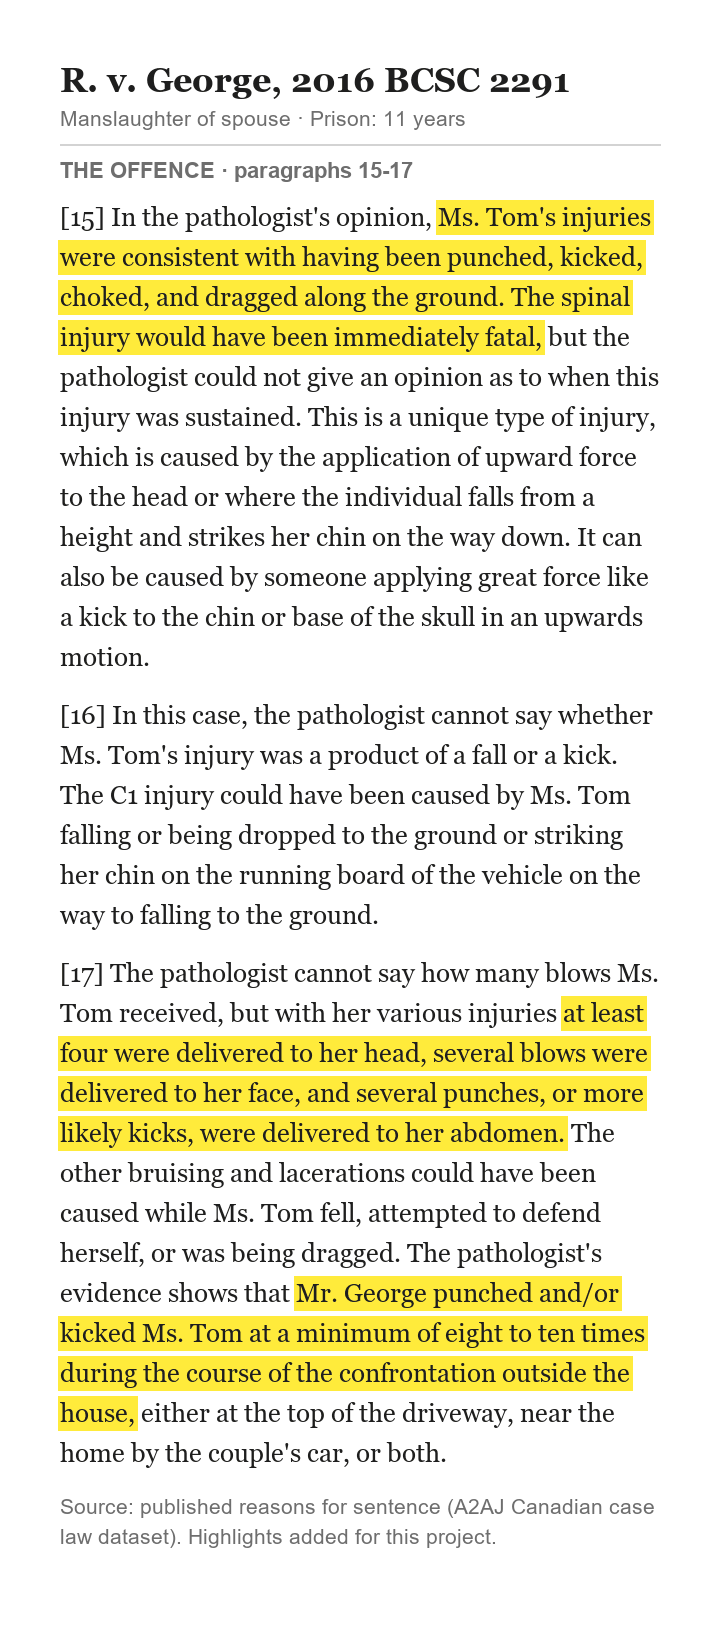 R. v. George, 2016 BCSC 2291
Manslaughter of spouse · Prison: 11 years
THE OFFENCE · paragraphs 15-17
[15] In the pathologist's opinion, Ms. Tom's injuries
were consistent with having been punched, kicked,
choked, and dragged along the ground. The spinal
injury would have been immediately fatal, but the
pathologist could not give an opinion as to when this
injury was sustained. This is a unique type of injury,
which is caused by the application of upward force
to the head or where the individual falls from a
height and strikes her chin on the way down. It can
also be caused by someone applying great force like
a kick to the chin or base of the skull in an upwards
motion.
[16] In this case, the pathologist cannot say whether
Ms. Tom's injury was a product of a fall or a kick.
The C1 injury could have been caused by Ms. Tom
falling or being dropped to the ground or striking
her chin on the running board of the vehicle on the
way to falling to the ground.
[17] The pathologist cannot say how many blows Ms.
Tom received, but with her various injuries at least
four were delivered to her head, several blows were
delivered to her face, and several punches, or more
likely kicks, were delivered to her abdomen. The
other bruising and lacerations could have been
caused while Ms. Tom fell, attempted to defend
herself, or was being dragged. The pathologist's
evidence shows that Mr. George punched and/or
kicked Ms. Tom at a minimum of eight to ten times
during the course of the confrontation outside the
house, either at the top of the driveway, near the
home by the couple's car, or both.
Source: published reasons for sentence (A2AJ Canadian case
law dataset). Highlights added for this project.